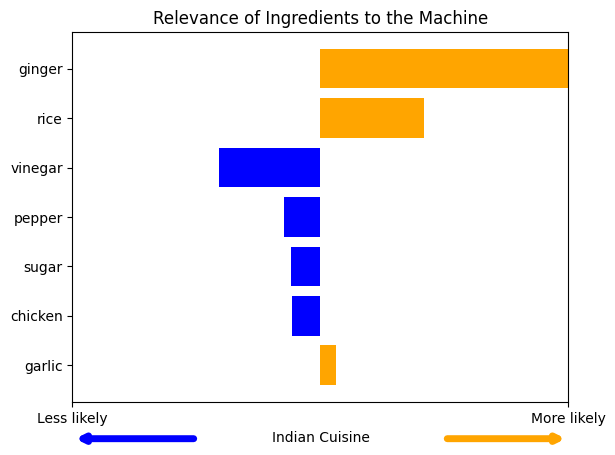 Relevance of Ingredients to the Machine
ginger
rice
vinegar
pepper
sugar
chicken
garlic
Less likely
More likely
Indian Cuisine